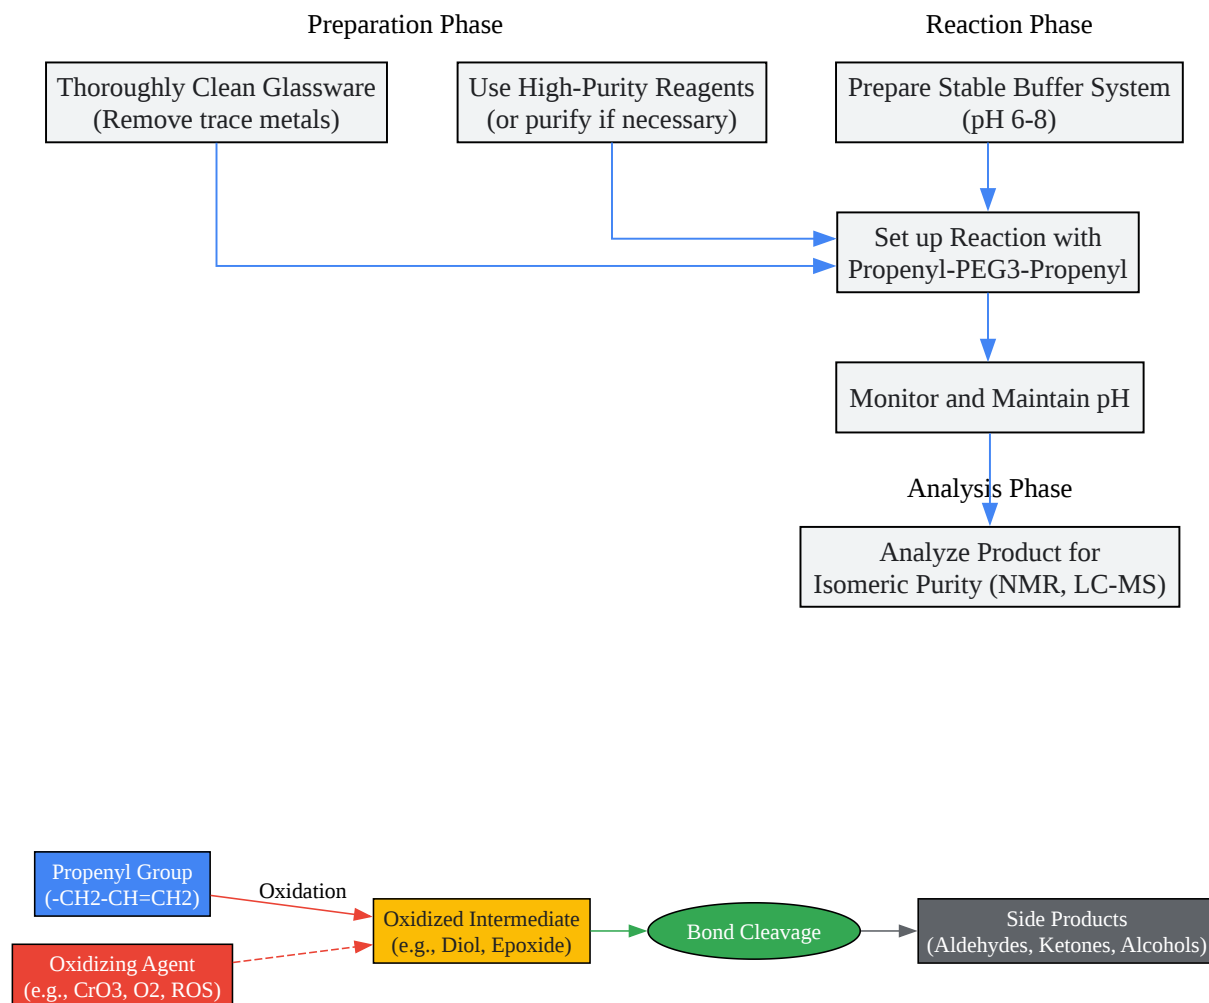 Preparation Phase
Reaction Phase
Thoroughly Clean Glassware
(Remove trace metals)
Use High-Purity Reagents
(or purify if necessary)
Prepare Stable Buffer System
(pH 6-8)
Set up Reaction with
Propenyl-PEG3-Propenyl
Monitor and Maintain pH
Analysis Phase
Analyze Product for
Isomeric Purity (NMR, LC-MS)
Propenyl Group
(-CH2-CH=CH2)
Oxidation
Oxidizing Agent
(e.g., CrO3, O2, ROS)
Oxidized Intermediate
(e.g., Diol, Epoxide)
Bond Cleavage
Side Products
(Aldehydes, Ketones, Alcohols)